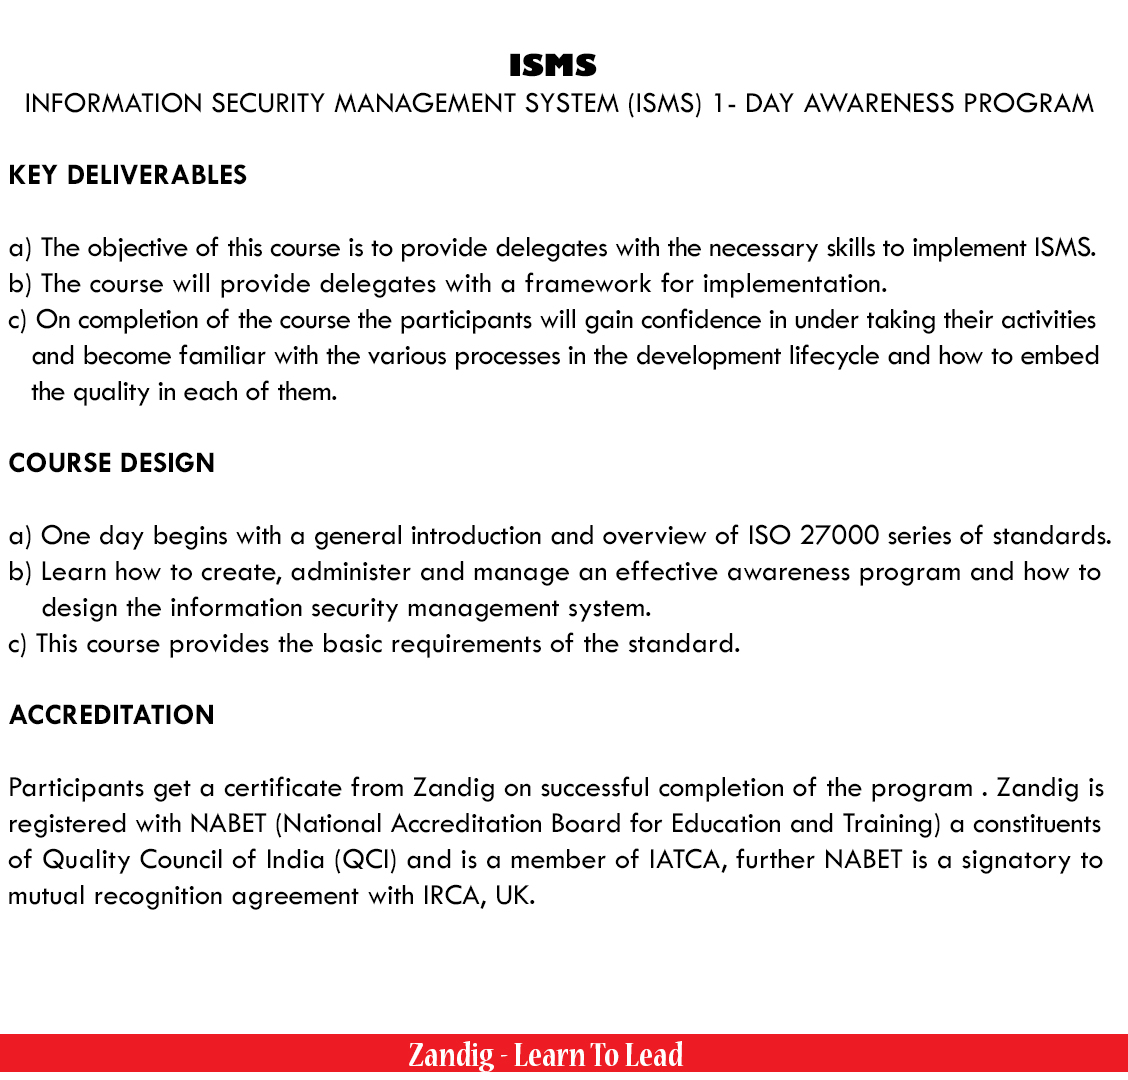 ISMS
INFORMATION SECURITY MANAGEMENT SYSTEM (ISMS) 1- DAY AWARENESS PROGRAM
KEY DELIVERABLES
a) The objective of this course is to provide delegates with the necessary skills to implement ISMS.
b) The course will provide delegates with a framework for implementation.
c) On completion of the course the participants will gain confidence in under taking their activities
and become familiar with the various processes in the development lifecycle and how to embed
the quality in each of them.
COURSE DESIGN
a) One day begins with a general introduction and overview of ISO 27000 series of standards.
b) Learn how to create, administer and manage an effective awareness program and how to
design the information security management system.
c) This course provides the basic requirements of the standard.
ACCREDITATION
Participants get a certificate from Zandig on successful completion of the program . Zandig is
registered with NABET (National Accreditation Board for Education and Training) a constituents
of Quality Council of India (QCI) and is a member of IATCA, further NABET is a signatory to
mutual recognition agreement with IRCA, UK.
Zandig - Learn To Lead